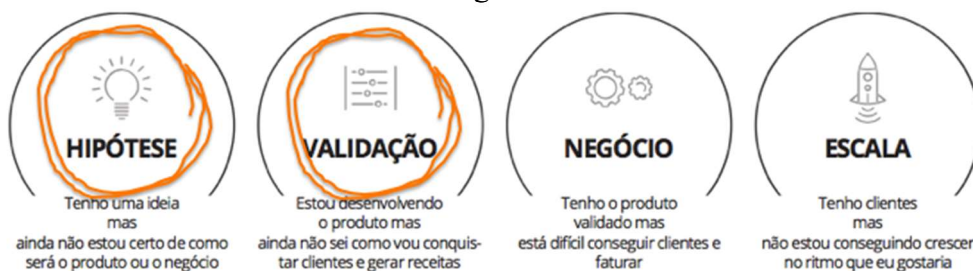 HIPÓTESE
Tenho uma ideia
mas
ainda não estou certo de como
será o produto ou o negócio
VALIDAÇÃO
Estou desenvolvendo
o produto mas
ainda não sei como vou conquis-
tar clientes e gerar receitas
NEGÓCIO
Tenho o produto
validado mas
está difícil conseguir clientes e
faturar
ESCALA
Tenho clientes
mas
não estou conseguindo crescer
no ritmo que eu gostaria